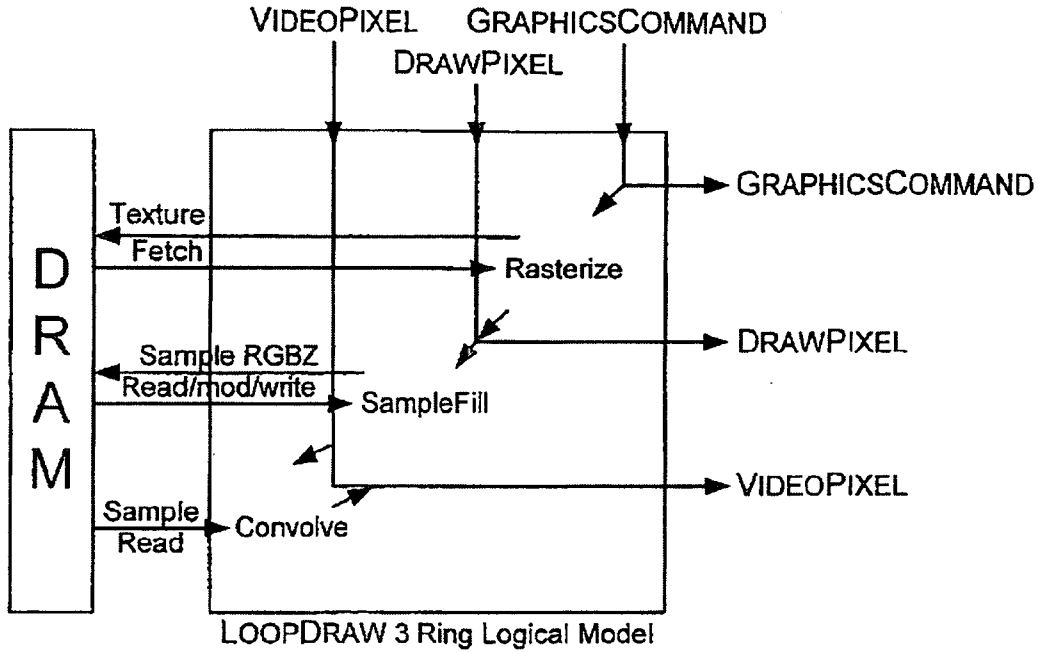 VIDEOPIXEL GRAPHICSCOMMAND
DRAWPIXEL
GRAPHICSCOMMAND
Texture
Fetch
Rasterize
DRAM
DRAWPIXEL
Sample RGBZ
Read/mod/write
SampleFill
VIDEOPIXEL
Sample
Read
Convolve
LOOPDRAW 3 Ring Logical Model